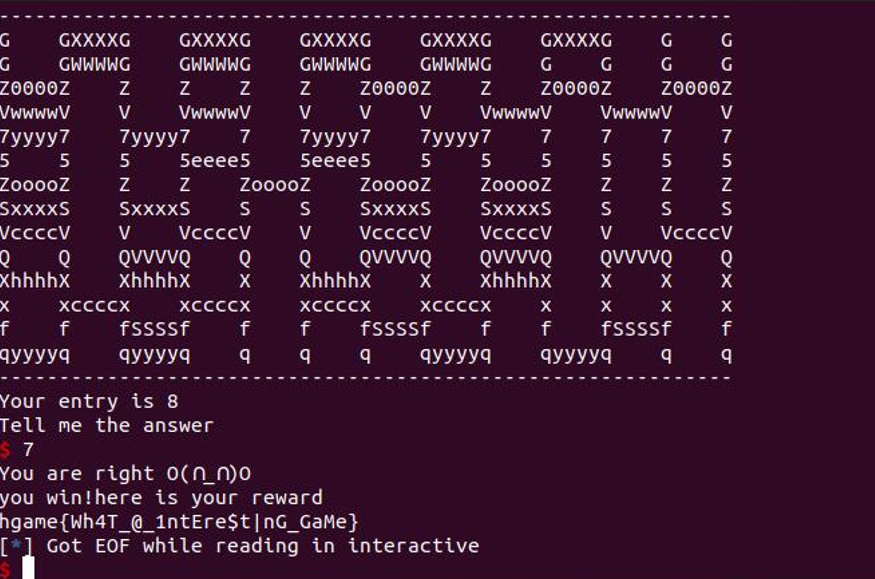 -------------------------------------------------------------
G    GXXXXG    GXXXXG    GXXXXG    GXXXXG    GXXXXG    G    G
G    GWWWWG    GWWWWG    GWWWWG    GWWWWG    G    G    G    G
Z0000Z    Z    Z    Z    Z    Z0000Z    Z    Z0000Z    Z0000Z
VwwwwV    V    VwwwwV    V    V    V    VwwwwV    VwwwwV    V
7yyyy7    7yyyy7    7    7yyyy7    7yyyy7    7    7    7    7
5    5    5    5eeee5    5eeee5    5    5    5    5    5    5
ZooooZ    Z    Z    ZooooZ    ZooooZ    ZooooZ    Z    Z    Z
SxxxxS    SxxxxS    S    S    SxxxxS    SxxxxS    S    S    S
VccccV    V    VccccV    V    VccccV    VccccV    V    VccccV
Q    Q    QVVVVQ    Q    Q    QVVVVQ    QVVVVQ    QVVVVQ    Q
XhhhhX    XhhhhX    X    XhhhhX    X    XhhhhX    X    X    X
x    xccccx    xccccx    xccccx    xccccx    x    x    x    x
f    f    fSSSSf    f    f    fSSSSf    f    f    fSSSSf    f
qyyyyq    qyyyyq    q    q    q    qyyyyq    qyyyyq    q    q
-------------------------------------------------------------
Your entry is 8
Tell me the answer
$ 7
You are right O(∩_∩)O
you win!here is your reward
hgame{Wh4T_@_1ntEre$t|nG_GaMe}
[*] Got EOF while reading in interactive
$